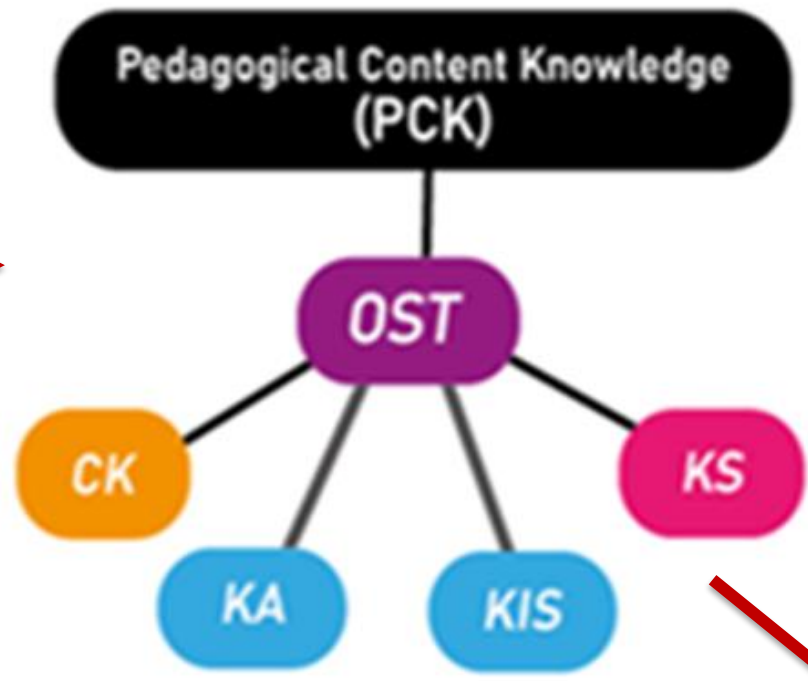 Pedagogical Content Knowledge
(PCK)
OST
CK
KS
KA
KIS